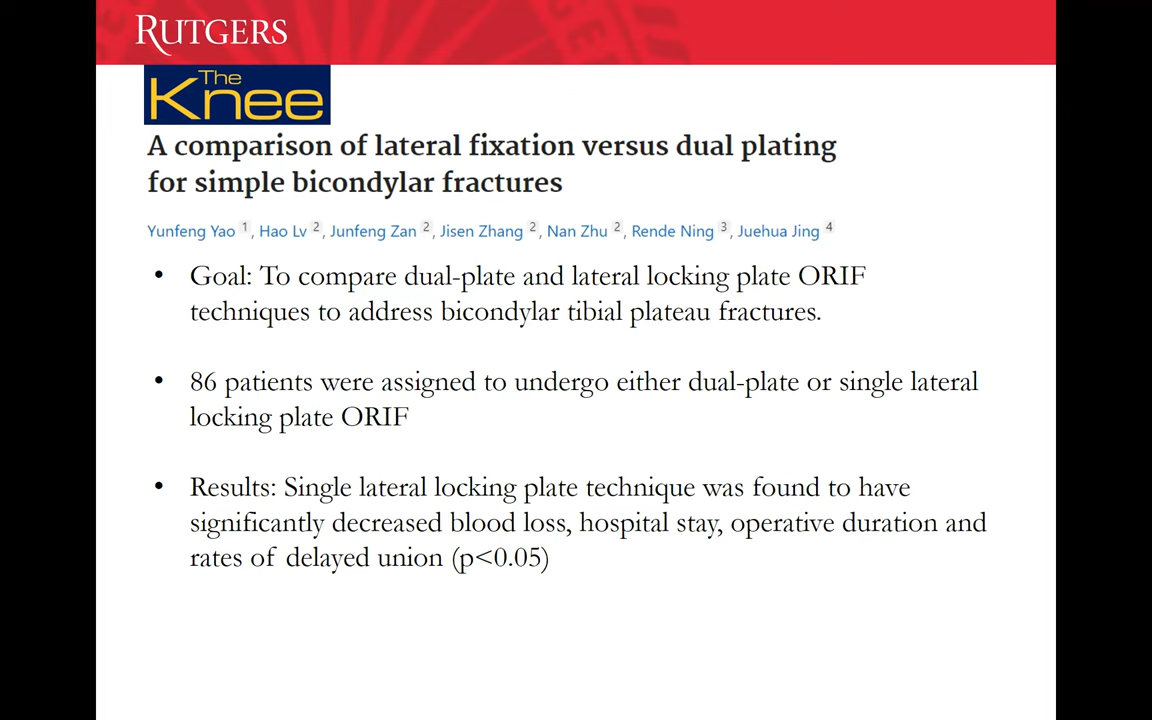 RUTGERS
The
Knee
A comparison of lateral fixation versus dual plating
for simple bicondylar fractures
Yunfeng Yao 1, Hao Lv 2, Junfeng Zan 2, Jisen Zhang 2, Nan Zhu 2, Rende Ning 3, Juehua Jing 4
• Goal: To compare dual-plate and lateral locking plate ORIF
techniques to address bicondylar tibial plateau fractures.
• 86 patients were assigned to undergo either dual-plate or single lateral
locking plate ORIF
• Results: Single lateral locking plate technique was found to have
significantly decreased blood loss, hospital stay, operative duration and
rates of delayed union (p<0.05)